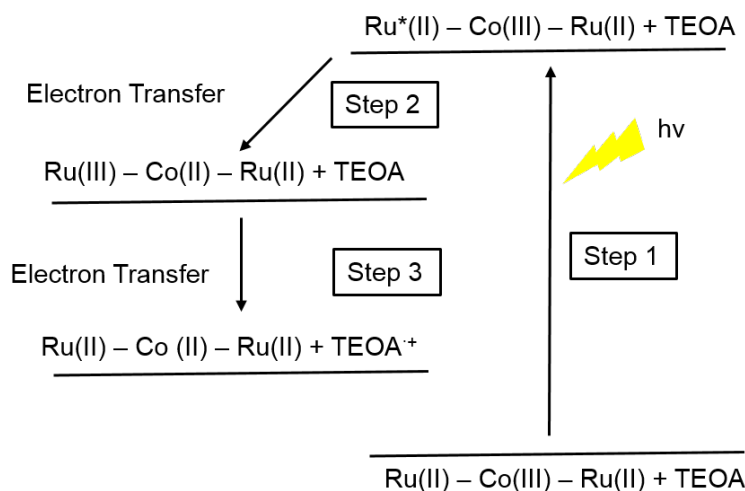 Ru*(II) – Co(III) – Ru(II) + TEOA
Electron Transfer
Step 2
hv
Ru(III) – Co(II) – Ru(II) + TEOA
Electron Transfer
Step 3
Step 1
Ru(II) – Co (II) – Ru(II) + TEOA·+
Ru(II) – Co(III) – Ru(II) + TEOA